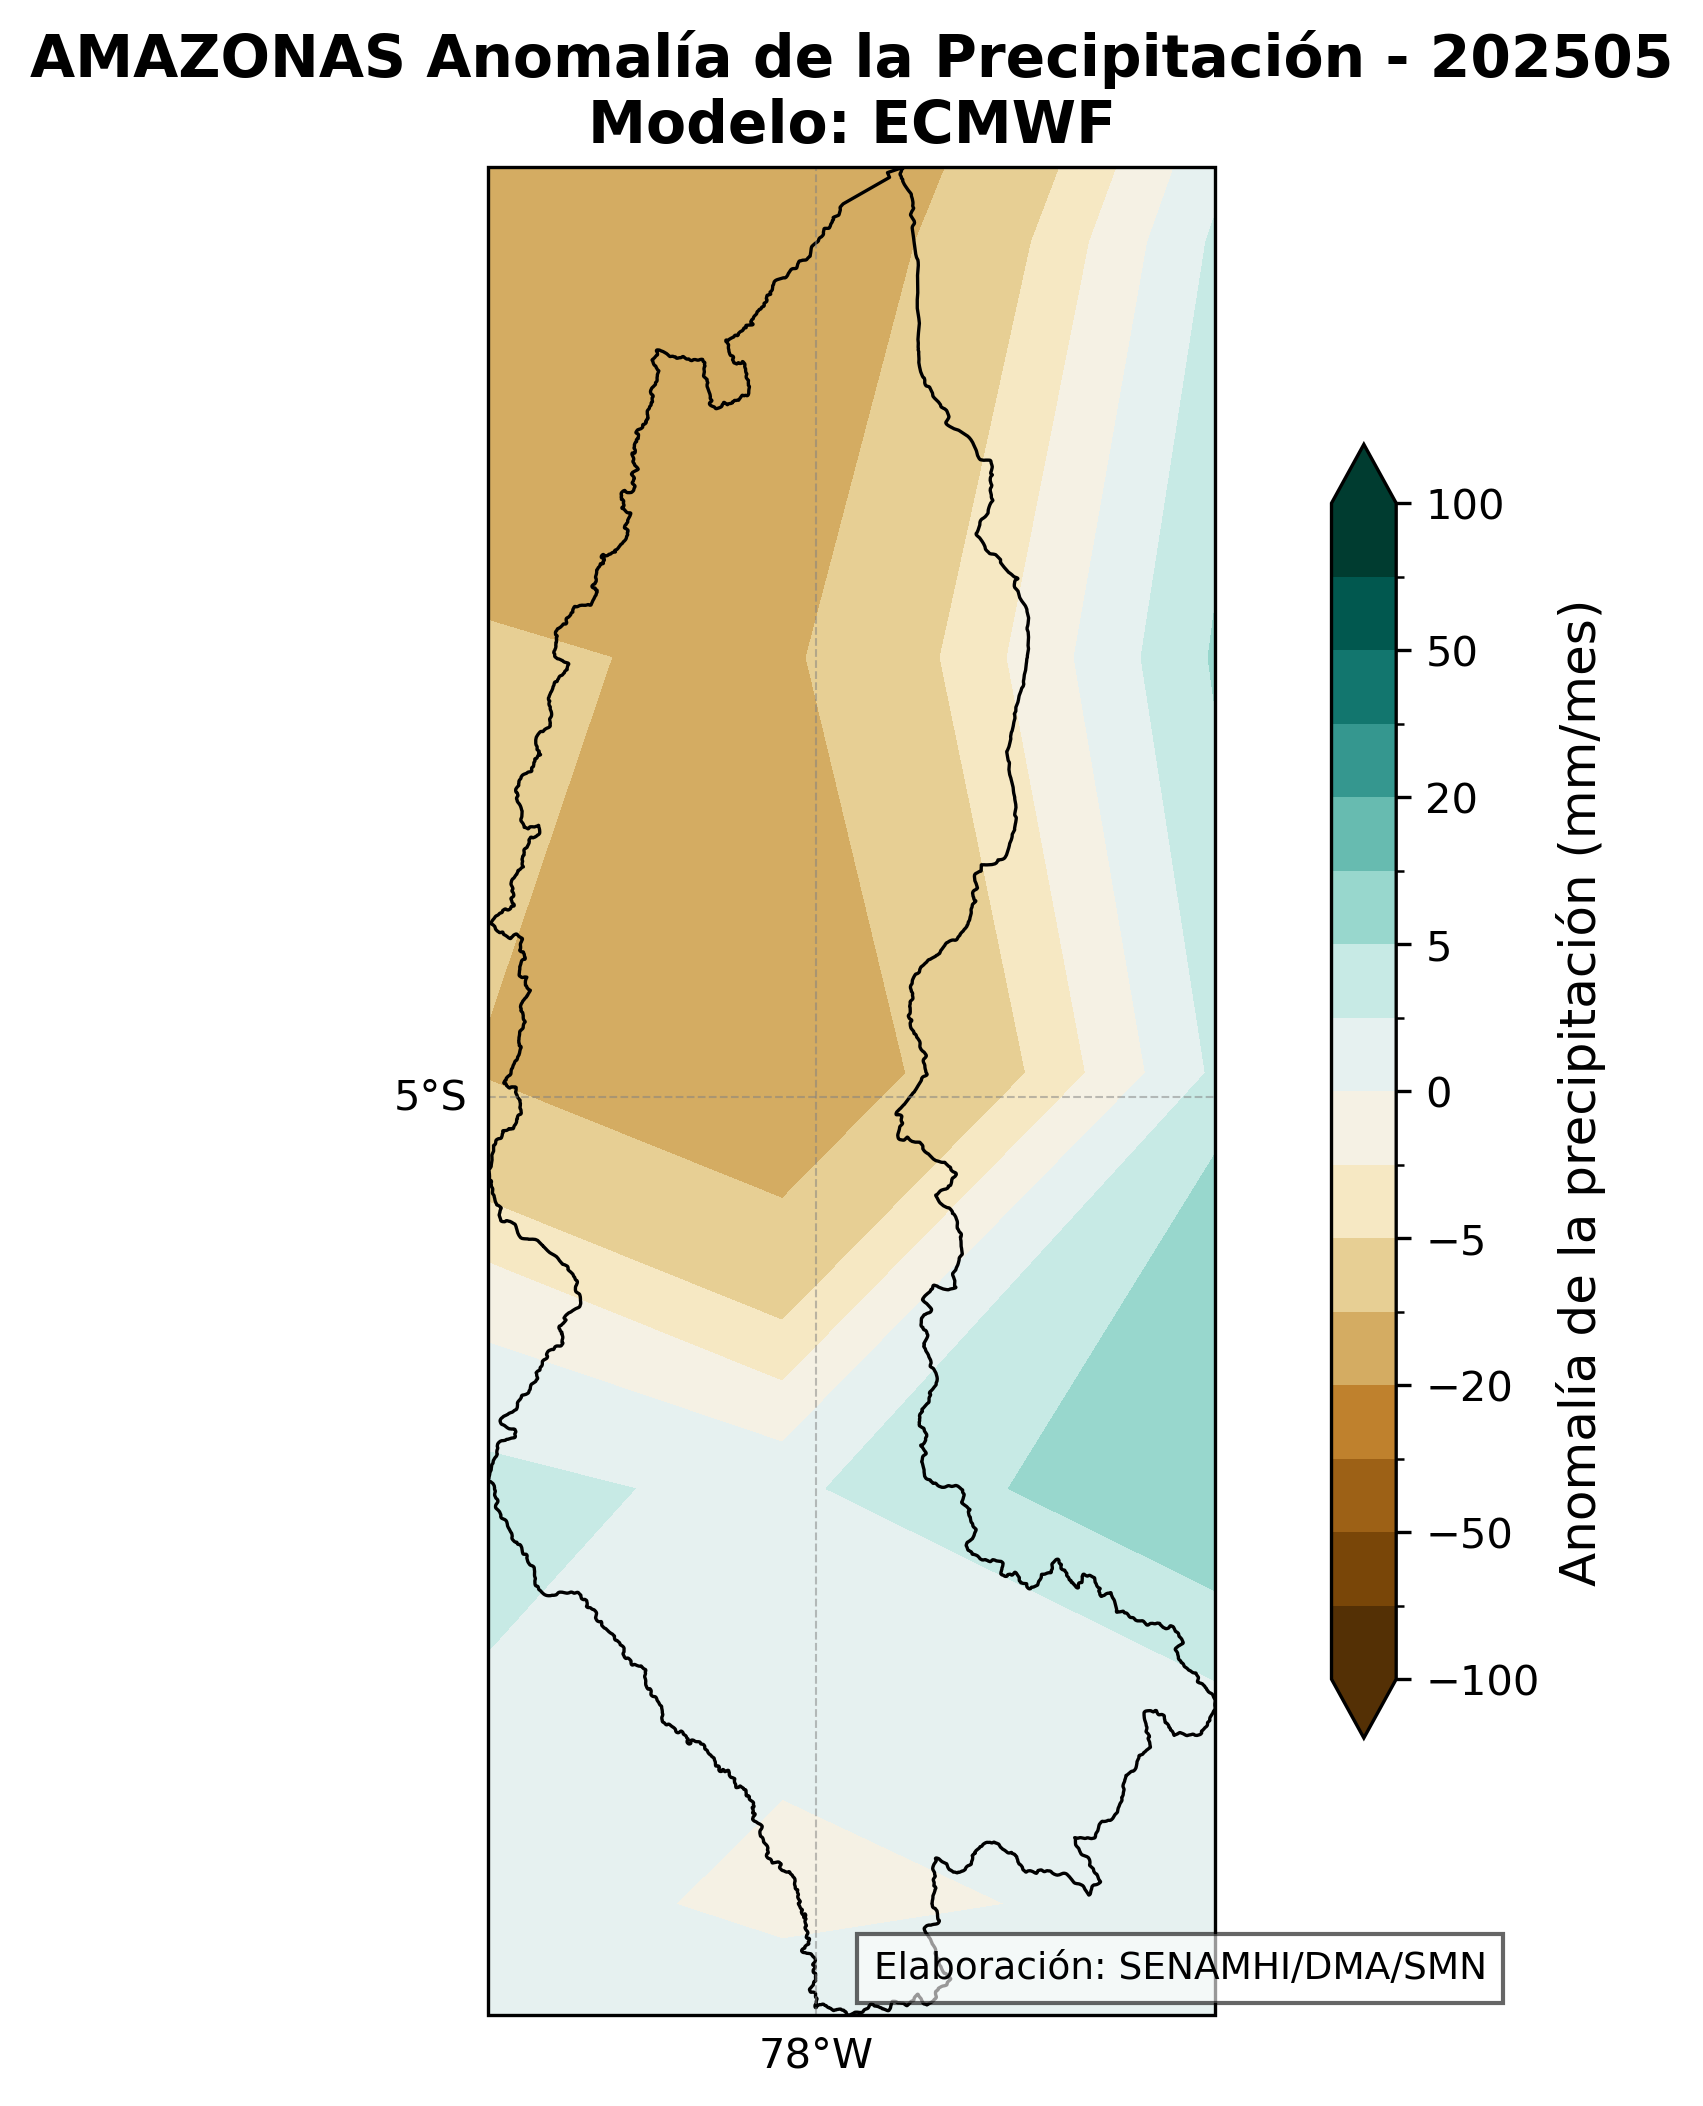 AMAZONAS Anomalía de la Precipitación - 202505
Modelo: ECMWF
100
50
20
5
0
−5
−20
−50
−100
Anomalía de la precipitación (mm/mes)
5°S
Elaboración: SENAMHI/DMA/SMN
78°W